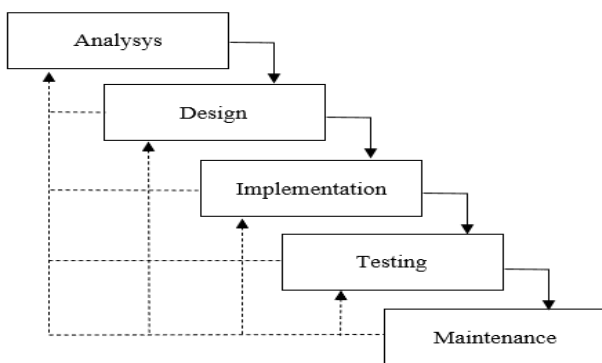 Analysys
Design
Implementation
Testing
Maintenance